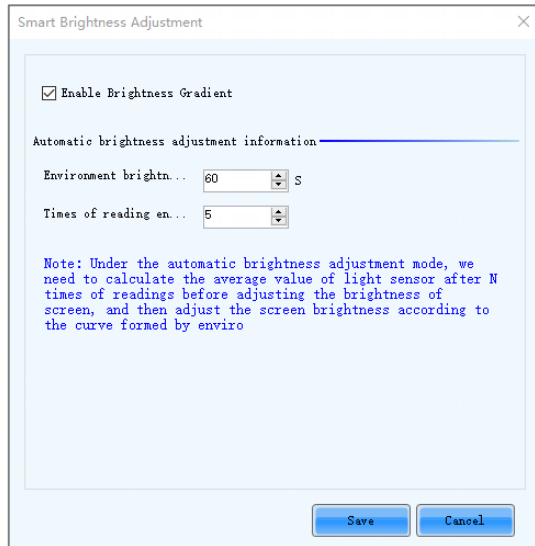 Smart Brightness Adjustment
Enable Brightness Gradient
Automatic brightness adjustment information
Environment brightn... 60 S
Times of reading en... 5
Note: Under the automatic brightness adjustment mode, we
need to calculate the average value of light sensor after N
times of readings before adjusting the brightness of
screen, and then adjust the screen brightness according to
the curve formed by enviro
Save Cancel